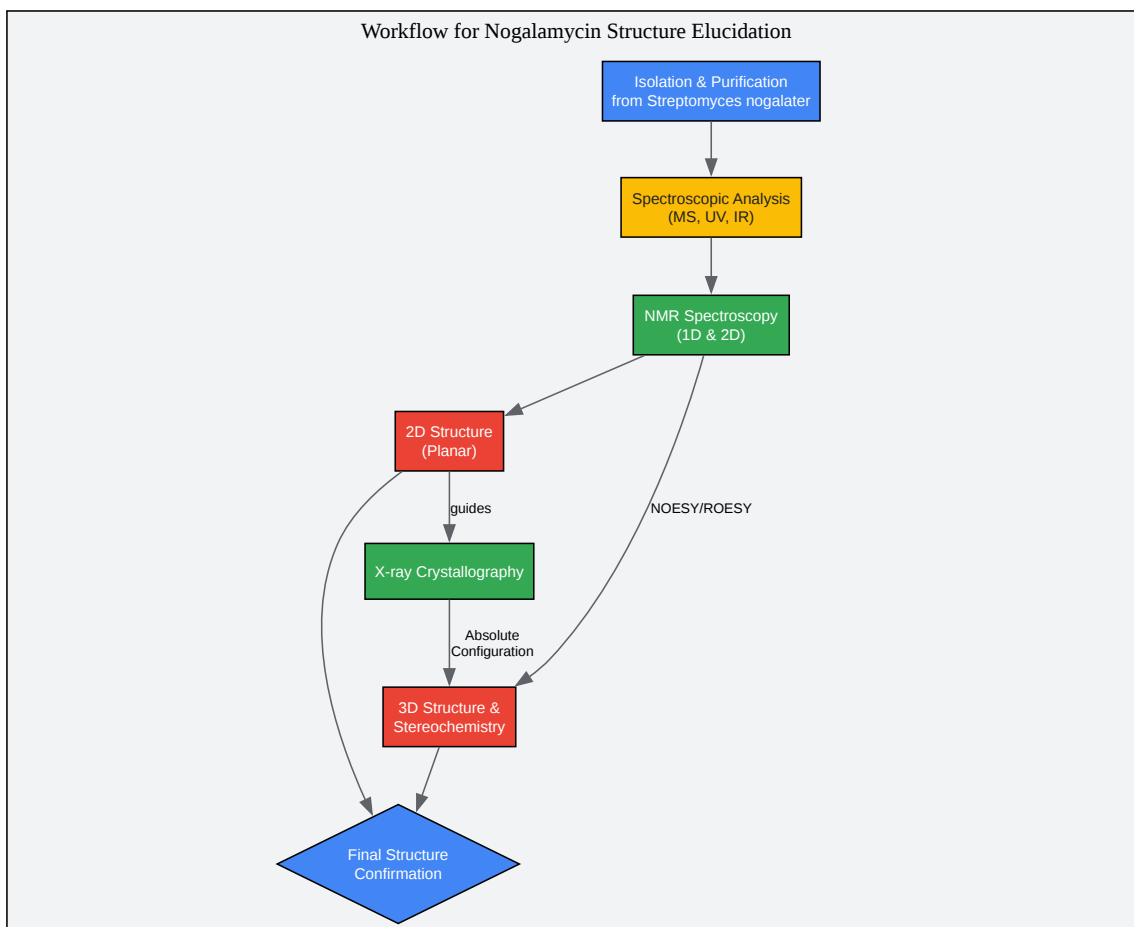 Workflow for Nogalamycin Structure Elucidation
Isolation & Purification
from Streptomyces nogalater
Spectroscopic Analysis
(MS, UV, IR)
NMR Spectroscopy
(1D & 2D)
2D Structure
(Planar)
guides
NOESY/ROESY
X-ray Crystallography
Absolute
Configuration
3D Structure &
Stereochemistry
Final Structure
Confirmation